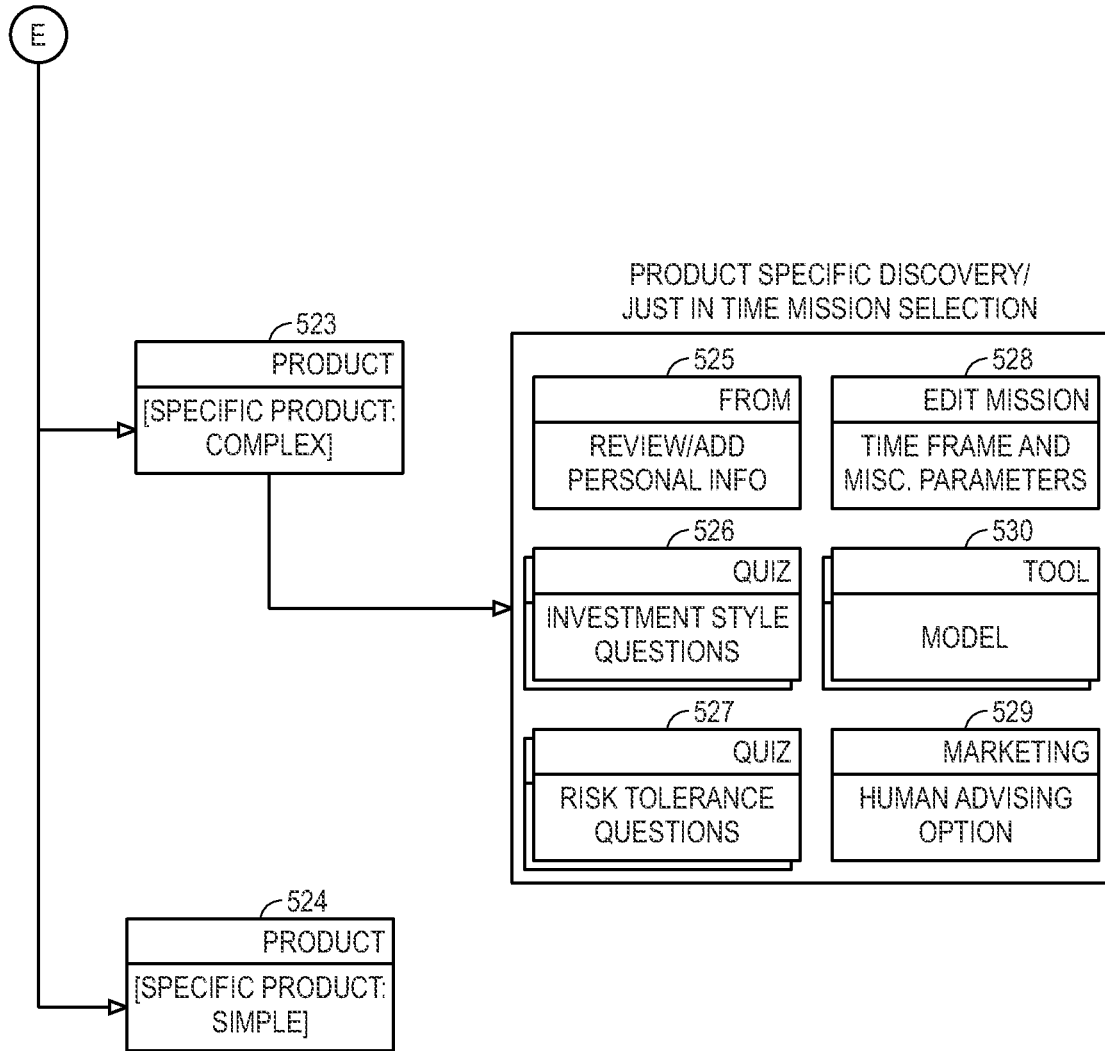 E
PRODUCT SPECIFIC DISCOVERY/
JUST IN TIME MISSION SELECTION
523
PRODUCT
[SPECIFIC PRODUCT:
COMPLEX]
525
FROM
REVIEW/ADD
PERSONAL INFO
528
EDIT MISSION
TIME FRAME AND
MISC. PARAMETERS
526
QUIZ
INVESTMENT STYLE
QUESTIONS
530
TOOL
MODEL
527
QUIZ
RISK TOLERANCE
QUESTIONS
529
MARKETING
HUMAN ADVISING
OPTION
524
PRODUCT
[SPECIFIC PRODUCT:
SIMPLE]